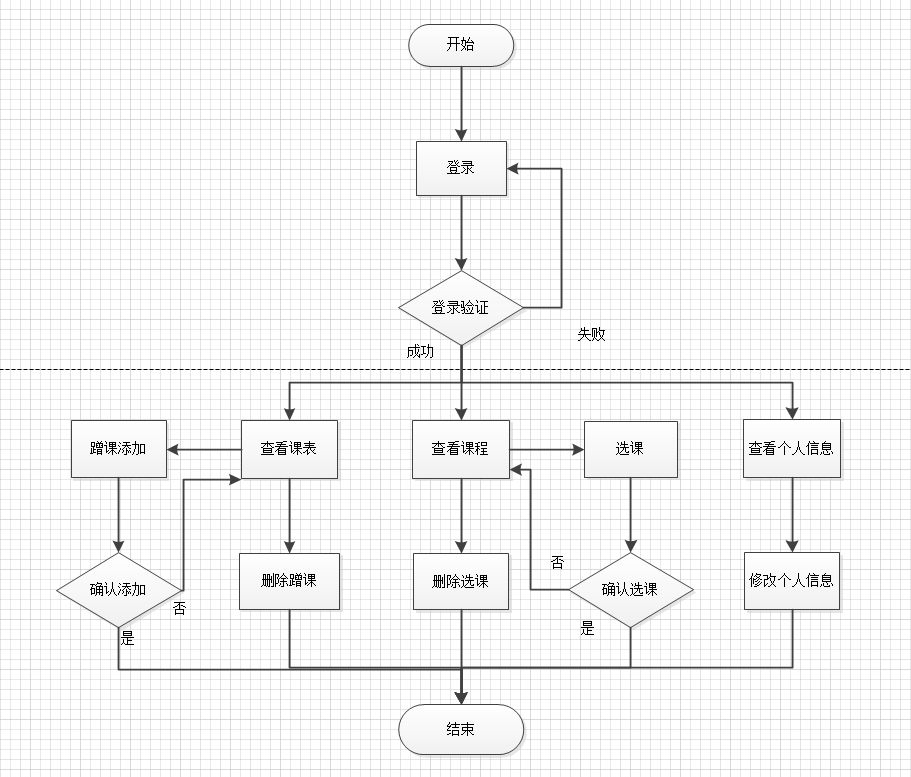 开始
登录
登录验证
失败
成功
蹭课添加
查看课表
查看课程
选课
查看个人信息
确认添加
否
是
删除蹭课
删除选课
否
确认选课
是
修改个人信息
结束